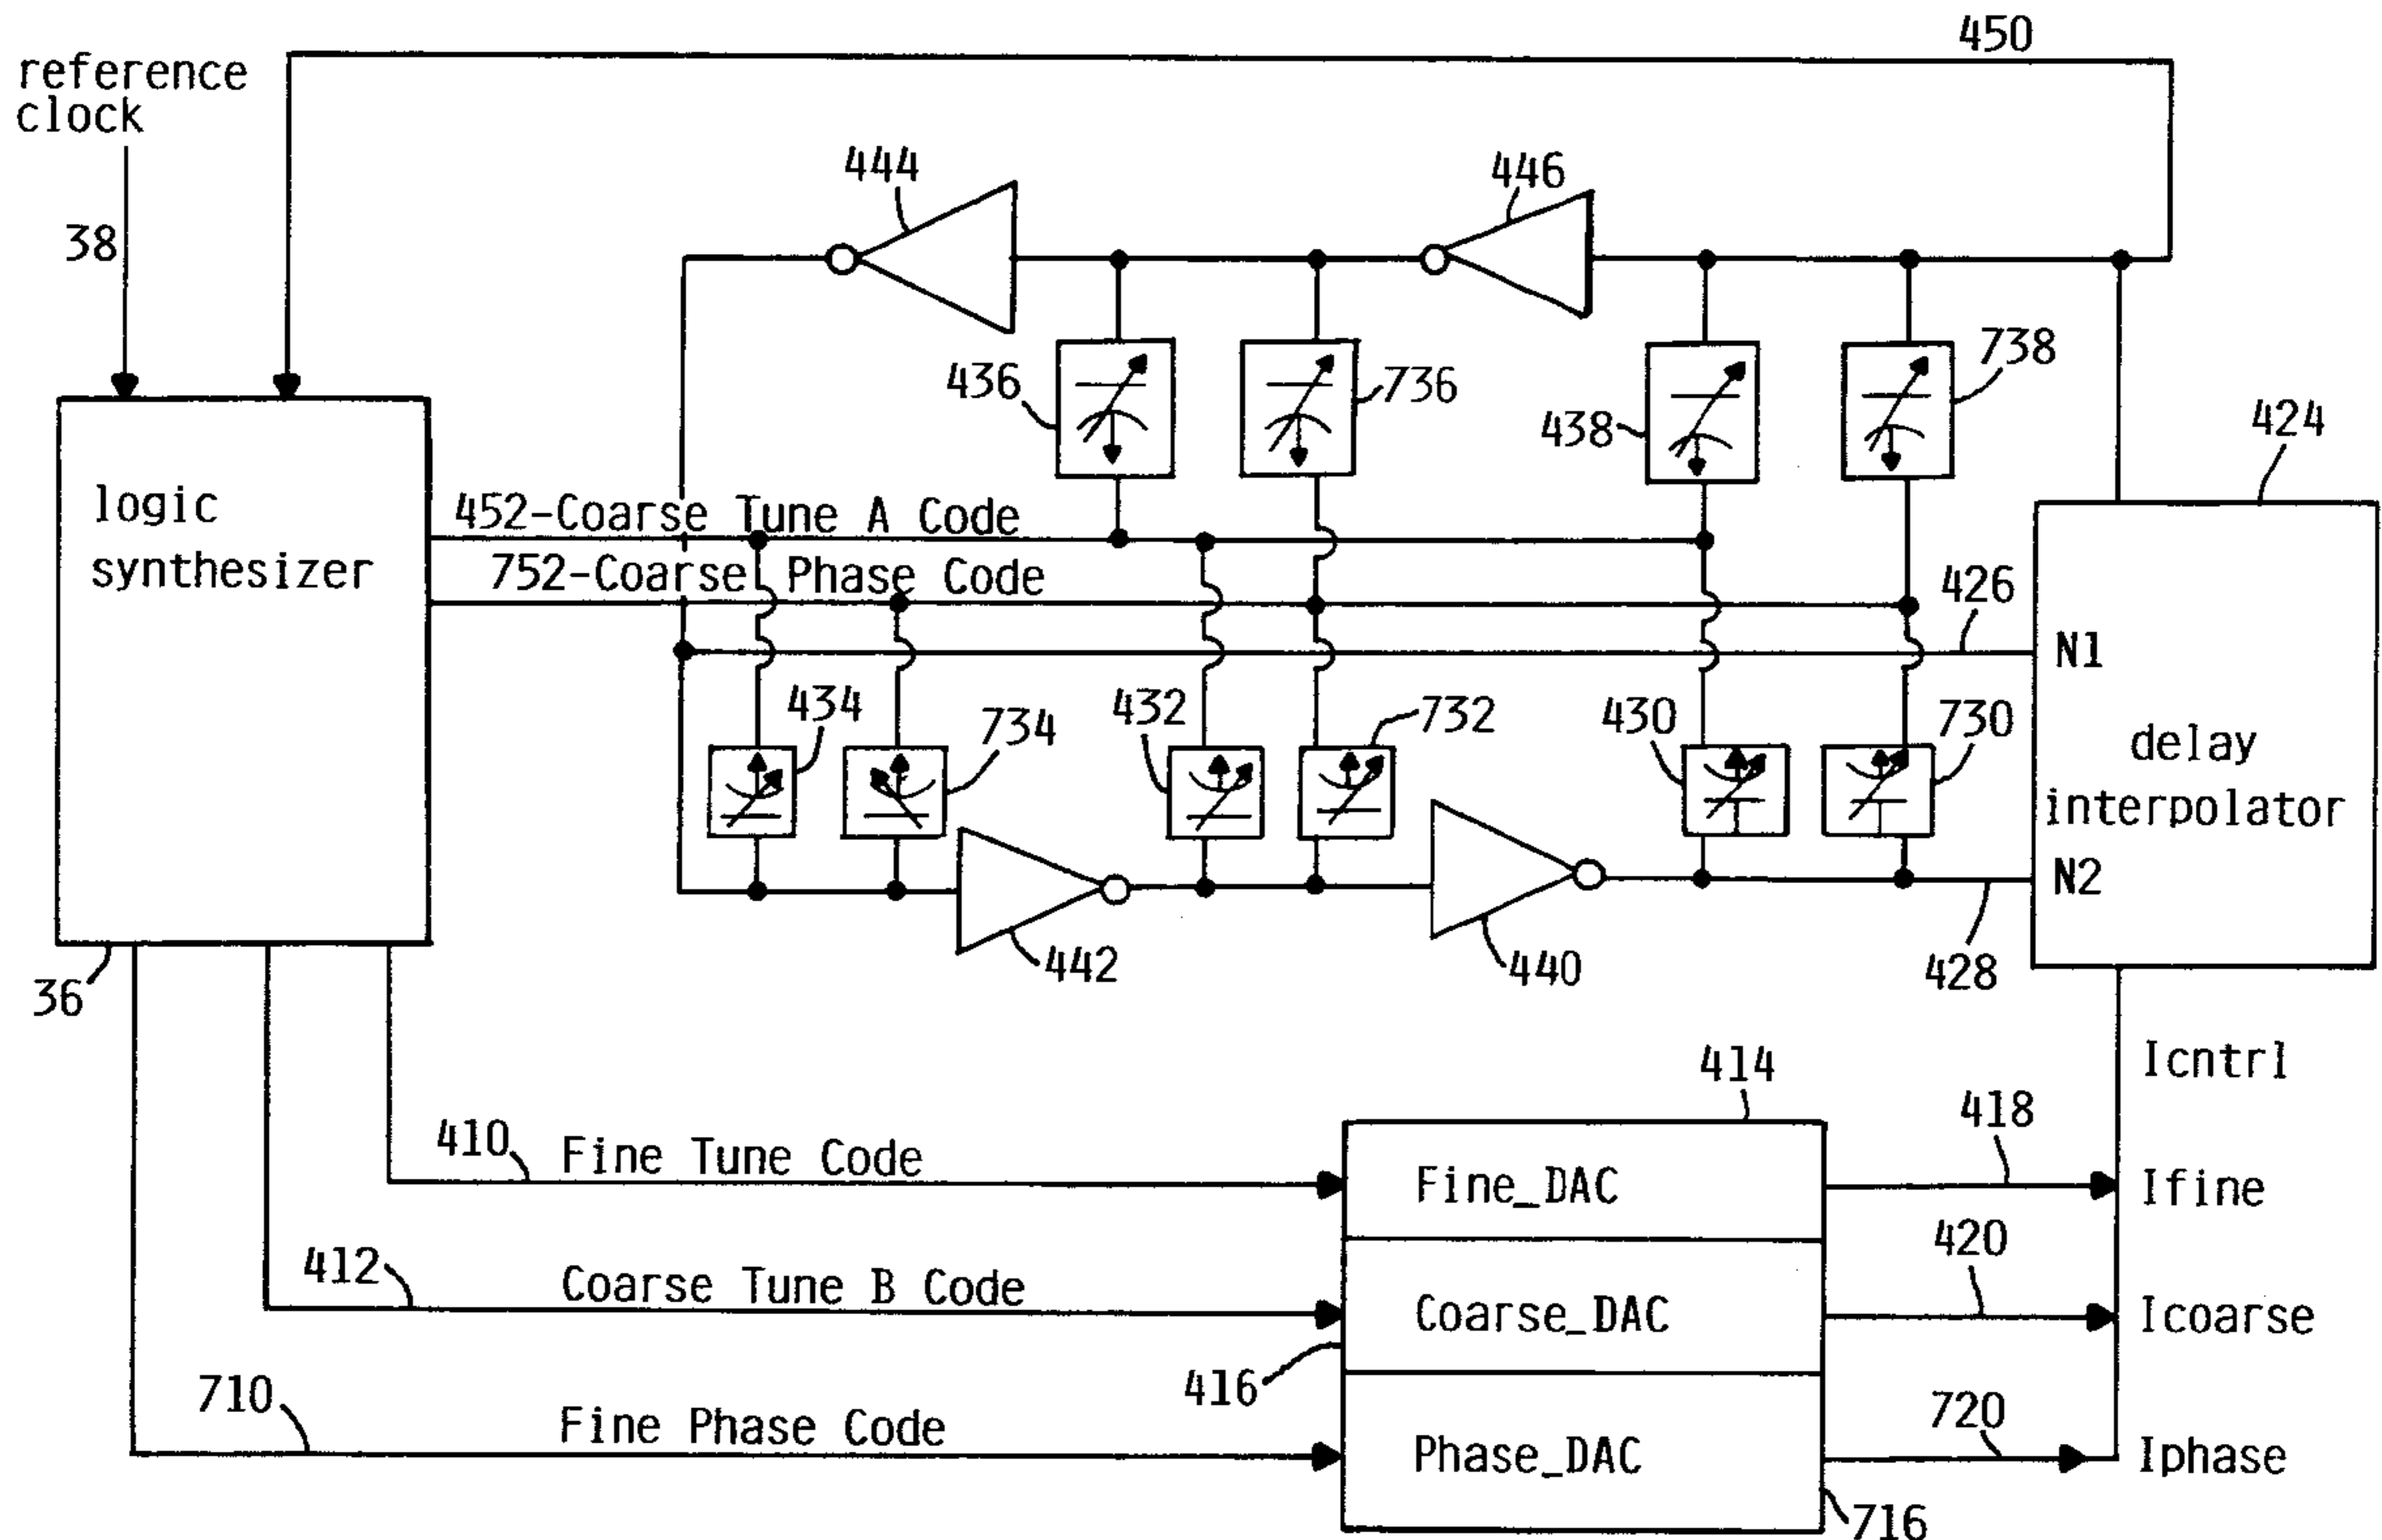 450
reference
clock
444
446
38
436
736
438
738
424
logic
synthesizer
452-Coarse Tune A Code
752-Coarse Phase Code
426
N1
434
734
432
732
430
730
delay
interpolator
N2
442
440
428
36
Icntrl
414
418
410
Fine Tune Code
Fine_DAC
Ifine
412
Coarse Tune B Code
420
Coarse_DAC
Icoarse
416
710
Fine Phase Code
720
Phase_DAC
Iphase
716